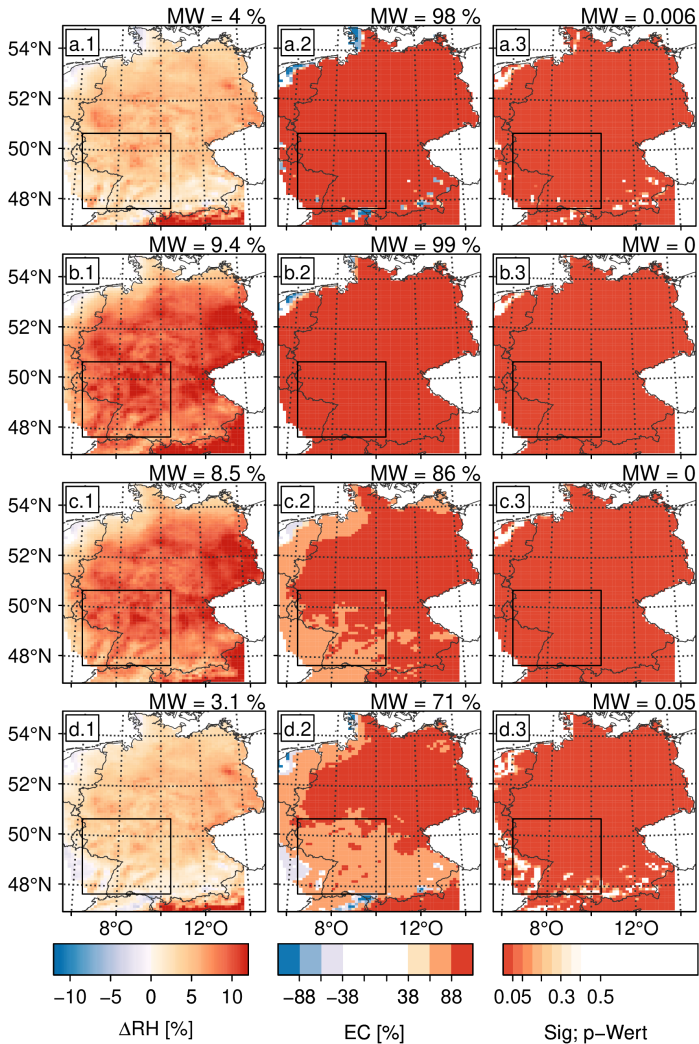 MW = 4 % MW = 98 % MW = 0.006
54°N a.1 a.2 a.3
52°N
50°N
48°N
MW = 9.4 % MW = 99 % MW = 0
54°N b.1 b.2 b.3
52°N
50°N
48°N
MW = 8.5 % MW = 86 % MW = 0
54°N c.1 c.2 c.3
52°N
50°N
48°N
MW = 3.1 % MW = 71 % MW = 0.05
54°N d.1 d.2 d.3
52°N
50°N
48°N
8°O 12°O 8°O 12°O 8°O 12°O
−10 −5 0 5 10 −88 −38 38 88 0.05 0.3 0.5
ΔRH [%] EC [%] Sig; p−Wert